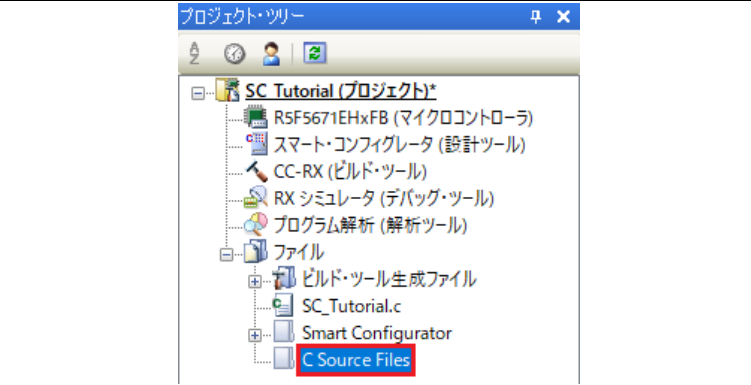 プロジェクト・ツリー
SC_Tutorial (プロジェクト)*
R5F5671EHxFB (マイクロコントローラ)
スマート・コンフィグレータ (設計ツール)
CC-RX (ビルド・ツール)
RX シミュレータ (デバッグ・ツール)
プログラム解析 (解析ツール)
ファイル
ビルド・ツール生成ファイル
SC_Tutorial.c
Smart Configurator
C Source Files